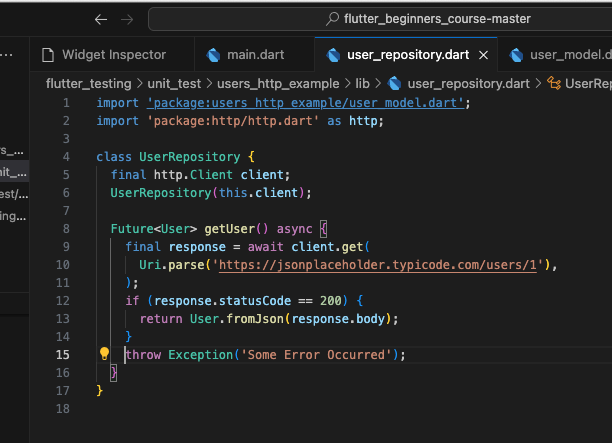 flutter_beginners_course-master
Widget Inspector
main.dart
user_repository.dart
user_model.d
flutter_testing › unit_test › users_http_example › lib › user_repository.dart › UserRep
1 import 'package:users_http_example/user_model.dart';
2 import 'package:http/http.dart' as http;
3
4 class UserRepository {
5 final http.Client client;
6 UserRepository(this.client);
7
8 Future<User> getUser() async {
9 final response = await client.get(
10 Uri.parse('https://jsonplaceholder.typicode.com/users/1'),
11 );
12 if (response.statusCode == 200) {
13 return User.fromJson(response.body);
14 }
15 throw Exception('Some Error Occurred');
16 }
17 }
18
s_...
nit_...
est/...
ing...